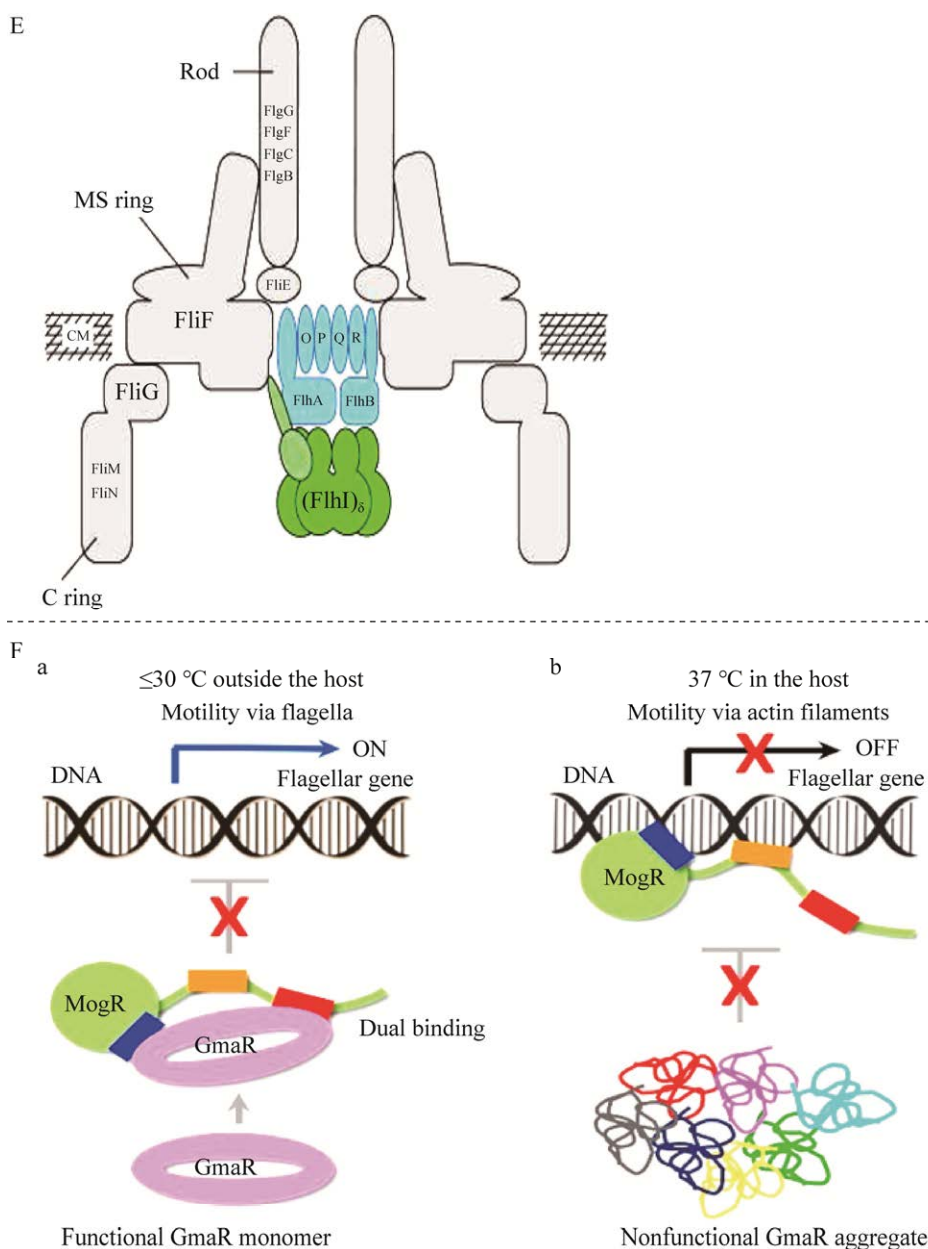 E
Rod
FlgG
FlgF
FlgC
FlgB
MS ring
FliE
CM
FliF
O P Q R
FliG
FlhA FlhB
FliM
FliN
(FlhI)δ
C ring
F
a
≤30 °C outside the host
Motility via flagella
ON
DNA
Flagellar gene
MogR
GmaR
Dual binding
GmaR
Functional GmaR monomer
b
37 °C in the host
Motility via actin filaments
X
OFF
DNA
Flagellar gene
MogR
X
Nonfunctional GmaR aggregate